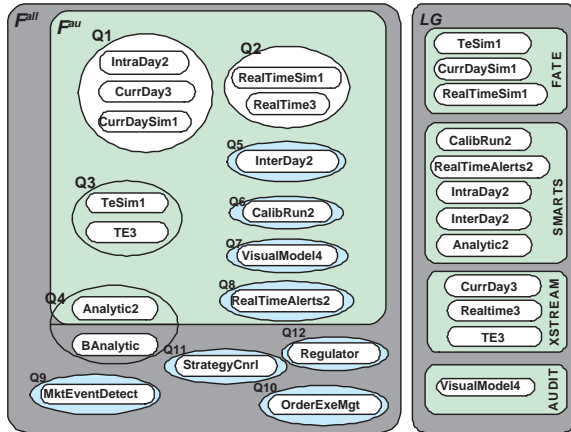 F^all
F^au
Q1
IntraDay2
CurrDay3
CurrDaySim1
Q2
RealTimeSim1
RealTime3
Q5
InterDay2
Q3
TeSim1
TE3
Q6
CalibRun2
Q7
VisualModel4
Q8
RealTimeAlerts2
Q4
Analytic2
BAnalytic
Q12
Regulator
Q11
StrategyCnrl
Q9
MktEventDetect
Q10
OrderExeMgt
LG
TeSim1
CurrDaySim1
RealTimeSim1
FATE
CalibRun2
RealTimeAlerts2
IntraDay2
InterDay2
Analytic2
SMARTS
CurrDay3
Realtime3
TE3
XSTREAM
VisualModel4
AUDIT